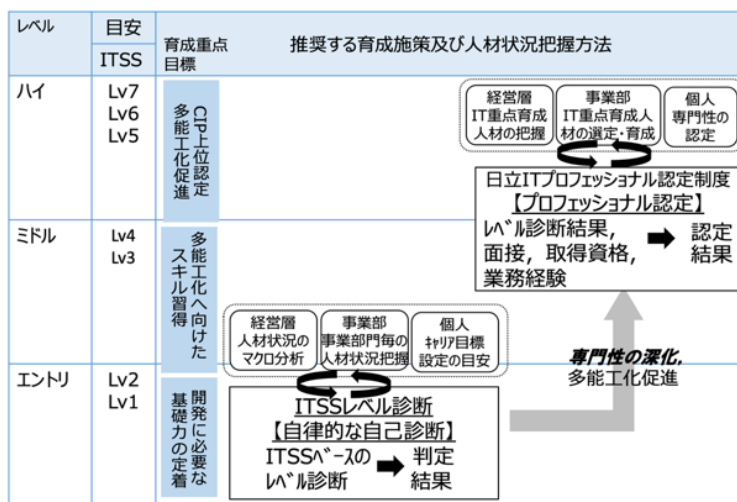 レベル
目安
ITSS
育成重点
目標
推奨する育成施策及び人材状況把握方法
ハイ
Lv7
Lv6
Lv5
CIP上位認定
多能工化促進
経営層
IT重点育成
人材の把握
事業部
IT重点育成人
材の選定・育成
個人
専門性の
認定
日立ITプロフェッショナル認定制度
【プロフェッショナル認定】
ﾚﾍﾞﾙ診断結果,
面接，取得資格，
業務経験
認定
結果
ミドル
Lv4
Lv3
多能工化へ向けた
スキル習得
経営層
人材状況の
マクロ分析
事業部
事業部門毎の
人材状況把握
個人
ｷｬﾘｱ目標
設定の目安
専門性の深化,
多能工化促進
エントリ
Lv2
Lv1
開発に必要な
基礎力の定着
ITSSレベル診断
【自律的な自己診断】
ITSSﾍﾞｰｽの
レベル診断
判定
結果